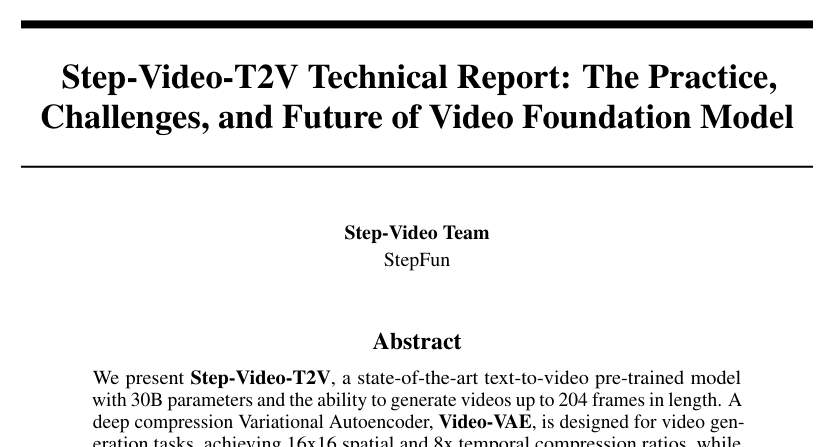 Step-Video-T2V Technical Report: The Practice,
Challenges, and Future of Video Foundation Model
Step-Video Team
StepFun
Abstract
We present Step-Video-T2V, a state-of-the-art text-to-video pre-trained model
with 30B parameters and the ability to generate videos up to 204 frames in length. A
deep compression Variational Autoencoder, Video-VAE, is designed for video gen-
eration tasks, achieving 16x16 spatial and 8x temporal compression ratios, while